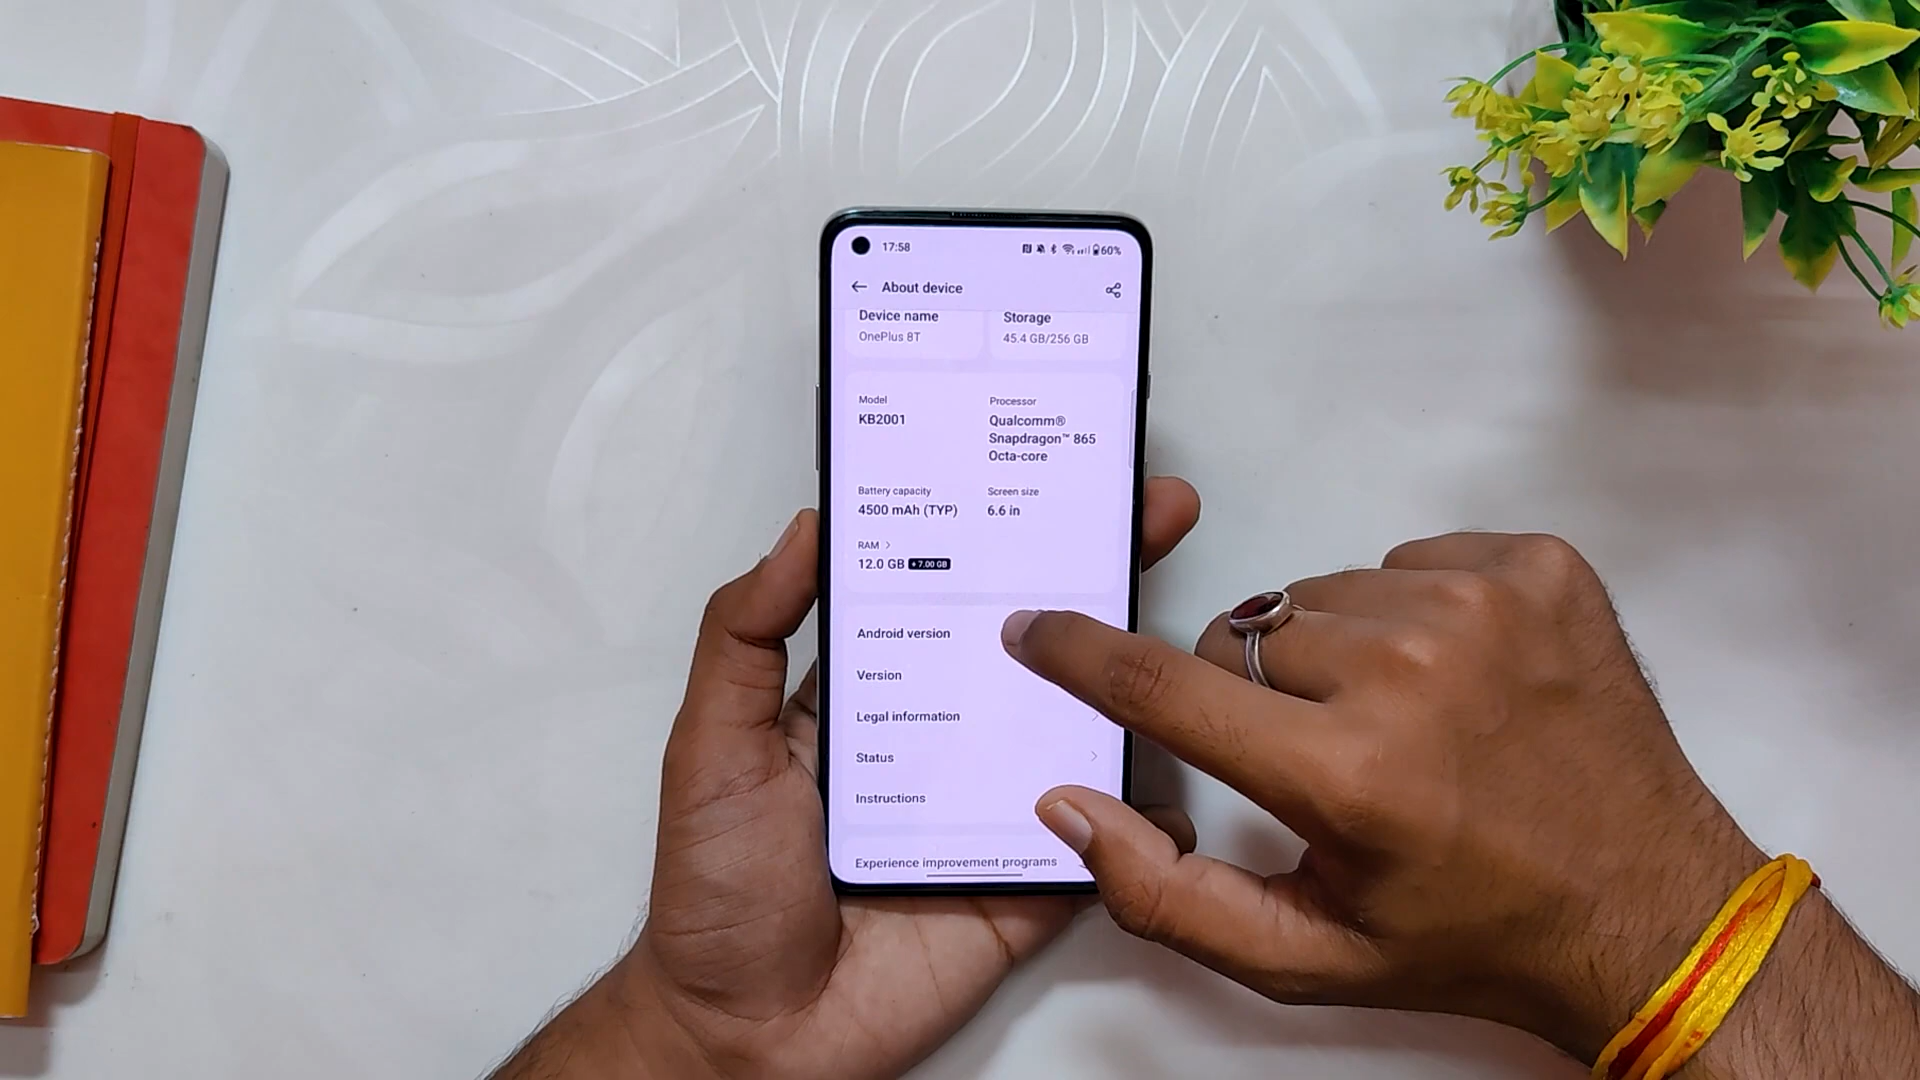 17:58
60%
About device
Device name
OnePlus 8T
Storage
45.4 GB/256 GB
Model
KB2001
Processor
Qualcomm®
Snapdragon™ 865
Octa-core
Battery capacity
4500 mAh (TYP)
Screen size
6.6 in
RAM >
12.0 GB + 7.00 GB
Android version
Version
Legal information
Status
Instructions
Experience improvement programs